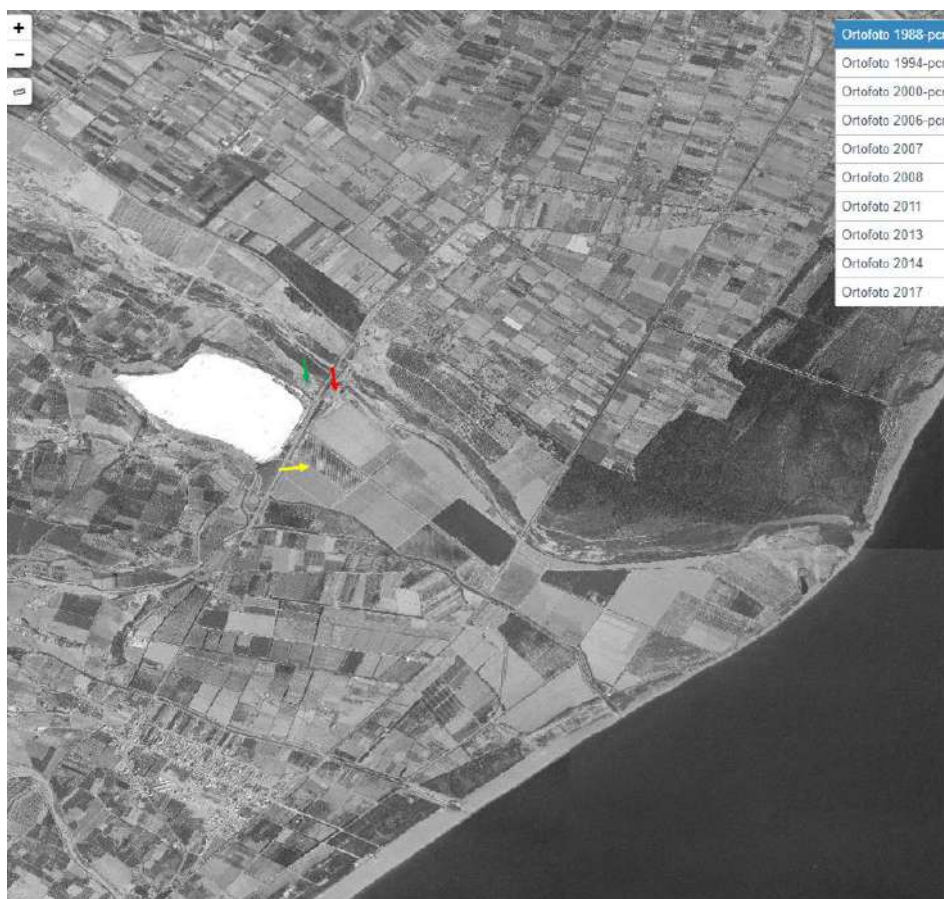 +
−
Ortofoto 1988-pcn
Ortofoto 1994-pcn
Ortofoto 2000-pcn
Ortofoto 2006-pcn
Ortofoto 2007
Ortofoto 2008
Ortofoto 2011
Ortofoto 2013
Ortofoto 2014
Ortofoto 2017